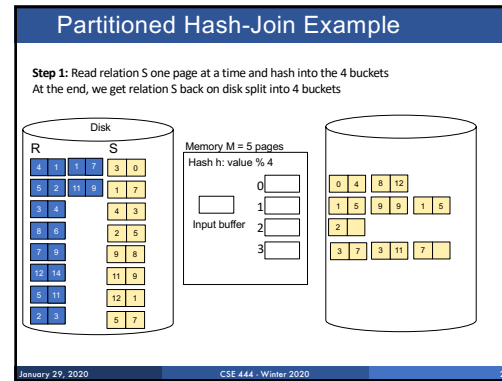 Partitioned Hash-Join Example
Step 1: Read relation S one page at a time and hash into the 4 buckets
At the end, we get relation S back on disk split into 4 buckets
Disk
R S
4 1 1 7 3 0
5 2 11 9 1 7
3 4 4 3
8 6 2 5
7 9 9 8
12 14 11 9
5 11 12 1
2 3 5 7
Memory M = 5 pages
Hash h: value % 4
Input buffer
0
1
2
3
0 4 8 12
1 5 9 9 1 5
2
3 7 3 11 7
January 29, 2020 CSE 444 - Winter 2020